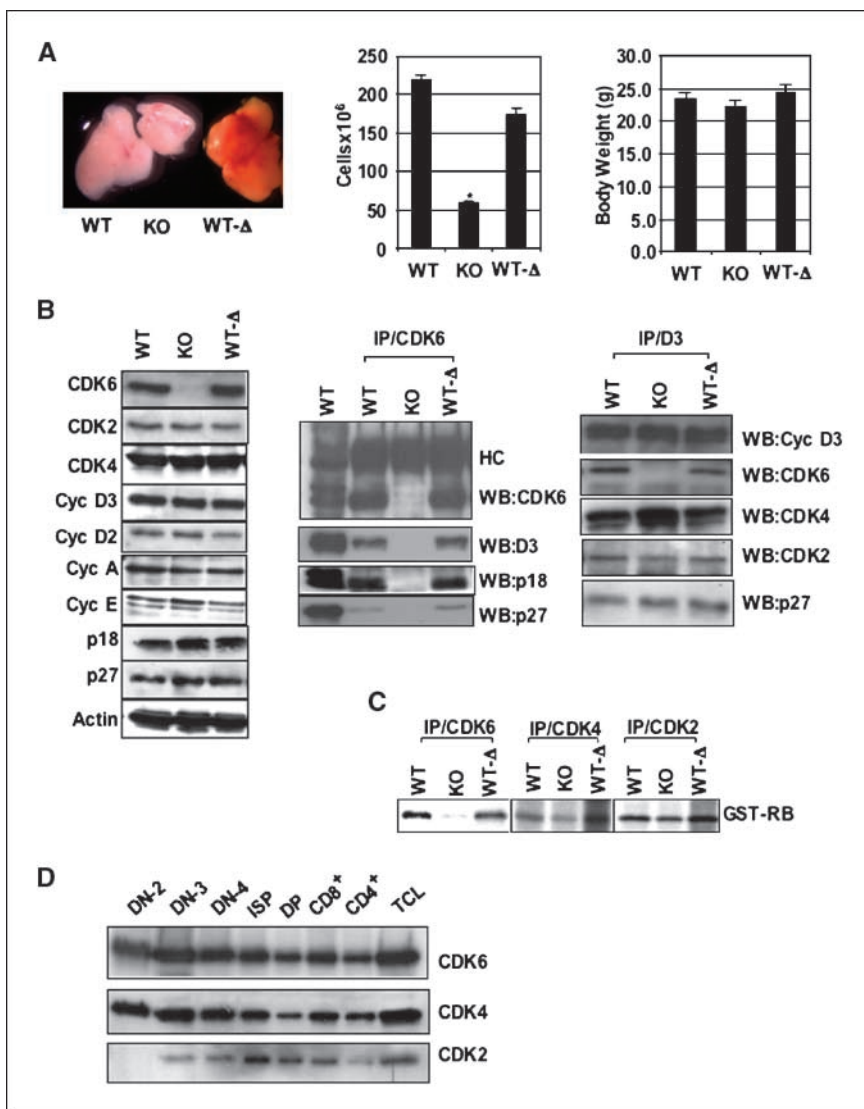 A
WT KO WT-Δ
Cellsx10⁶
250
200
150
100
50
0
*
WT KO WT-Δ
Body Weight (g)
30.0
25.0
20.0
15.0
10.0
5.0
0.0
WT KO WT-Δ
B
WT KO WT-Δ
CDK6
CDK2
CDK4
Cyc D3
Cyc D2
Cyc A
Cyc E
p18
p27
Actin
IP/CDK6
WT WT KO WT-Δ
HC
WB:CDK6
WB:D3
WB:p18
WB:p27
IP/D3
WT KO WT-Δ
WB:Cyc D3
WB:CDK6
WB:CDK4
WB:CDK2
WB:p27
C
IP/CDK6 IP/CDK4 IP/CDK2
WT KO WT-Δ WT KO WT-Δ WT KO WT-Δ
GST-RB
D
DN-2 DN-3 DN-4 ISP DP CD8⁺ CD4⁺ TCL
CDK6
CDK4
CDK2